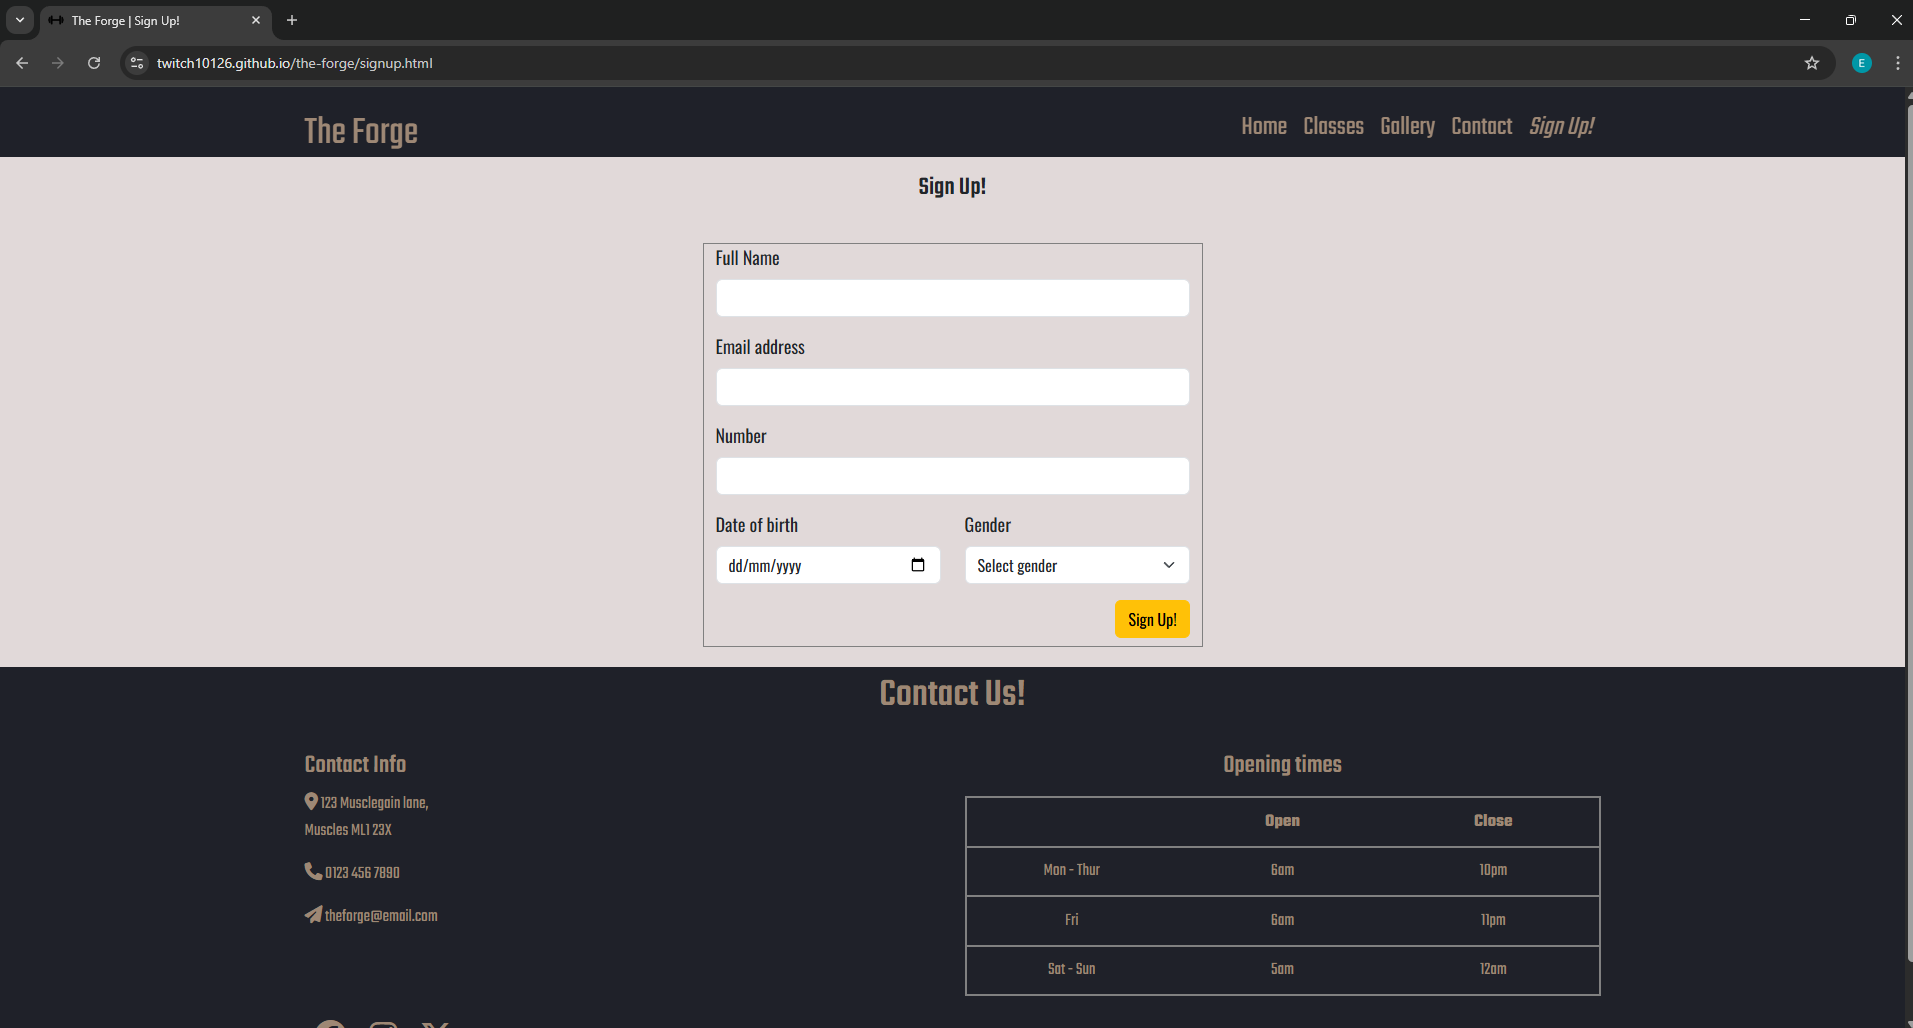 The Forge | Sign Up!
twitch10126.github.io/the-forge/signup.html
E
The Forge
Home Classes Gallery Contact Sign Up!
Sign Up!
Full Name
Email address
Number
Date of birth Gender
dd/mm/yyyy Select gender
Sign Up!
Contact Us!
Contact Info Opening times
123 Musclegain lane,
Muscles ML1 23X
0123 456 7890
theforge@email.com
Open Close
Mon - Thur 6am 10pm
Fri 6am 11pm
Sat - Sun 5am 12am